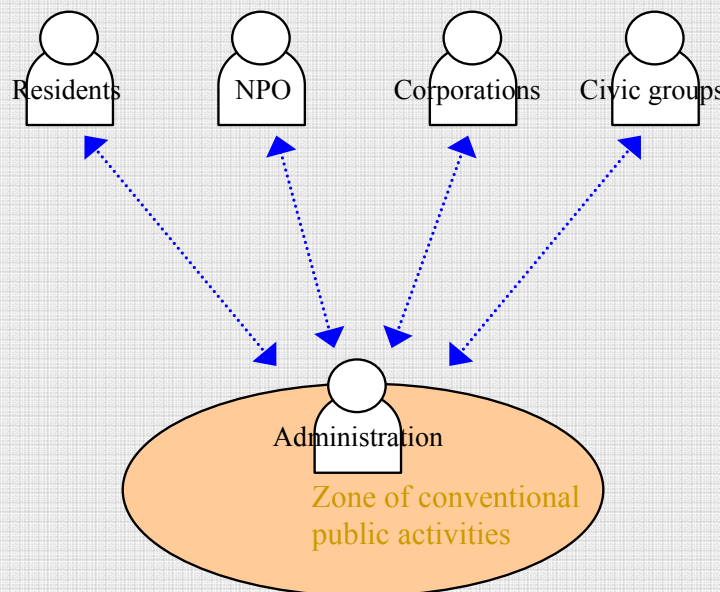 Residents
NPO
Corporations
Civic groups
Administration
Zone of conventional
public activities